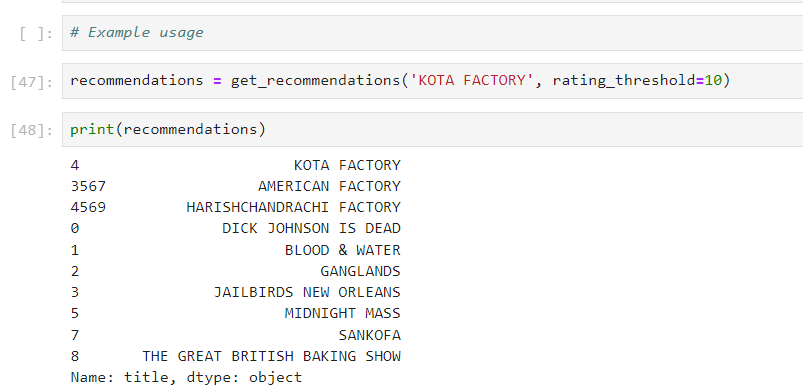 [ ]: # Example usage
[47]: recommendations = get_recommendations('KOTA FACTORY', rating_threshold=10)
[48]: print(recommendations)
4 KOTA FACTORY
3567 AMERICAN FACTORY
4569 HARISHCHANDRACHI FACTORY
0 DICK JOHNSON IS DEAD
1 BLOOD & WATER
2 GANGLANDS
3 JAILBIRDS NEW ORLEANS
5 MIDNIGHT MASS
7 SANKOFA
8 THE GREAT BRITISH BAKING SHOW
Name: title, dtype: object